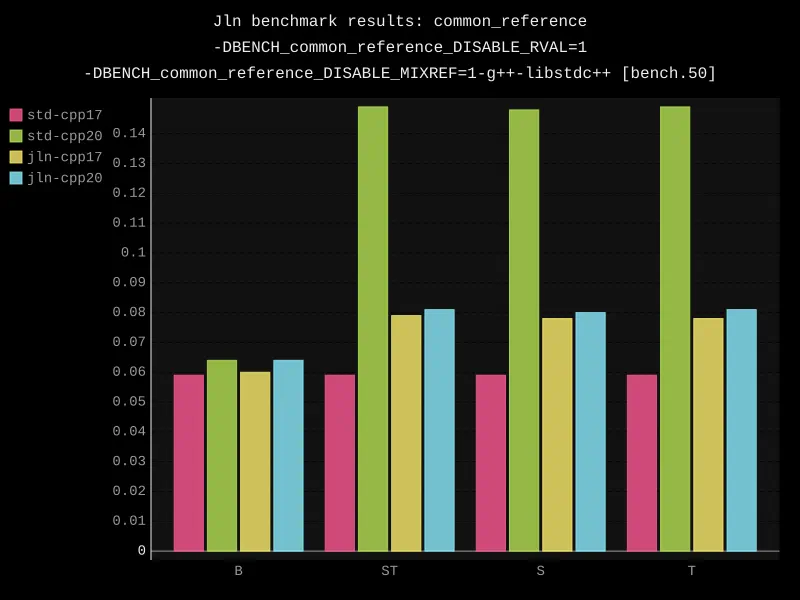 Jln benchmark results: common_reference
-DBENCH_common_reference_DISABLE_RVAL=1
-DBENCH_common_reference_DISABLE_MIXREF=1-g++-libstdc++ [bench.50]
std-cpp17
std-cpp20
jln-cpp17
jln-cpp20
0.14
0.13
0.12
0.11
0.1
0.09
0.08
0.07
0.06
0.05
0.04
0.03
0.02
0.01
0
B ST S T